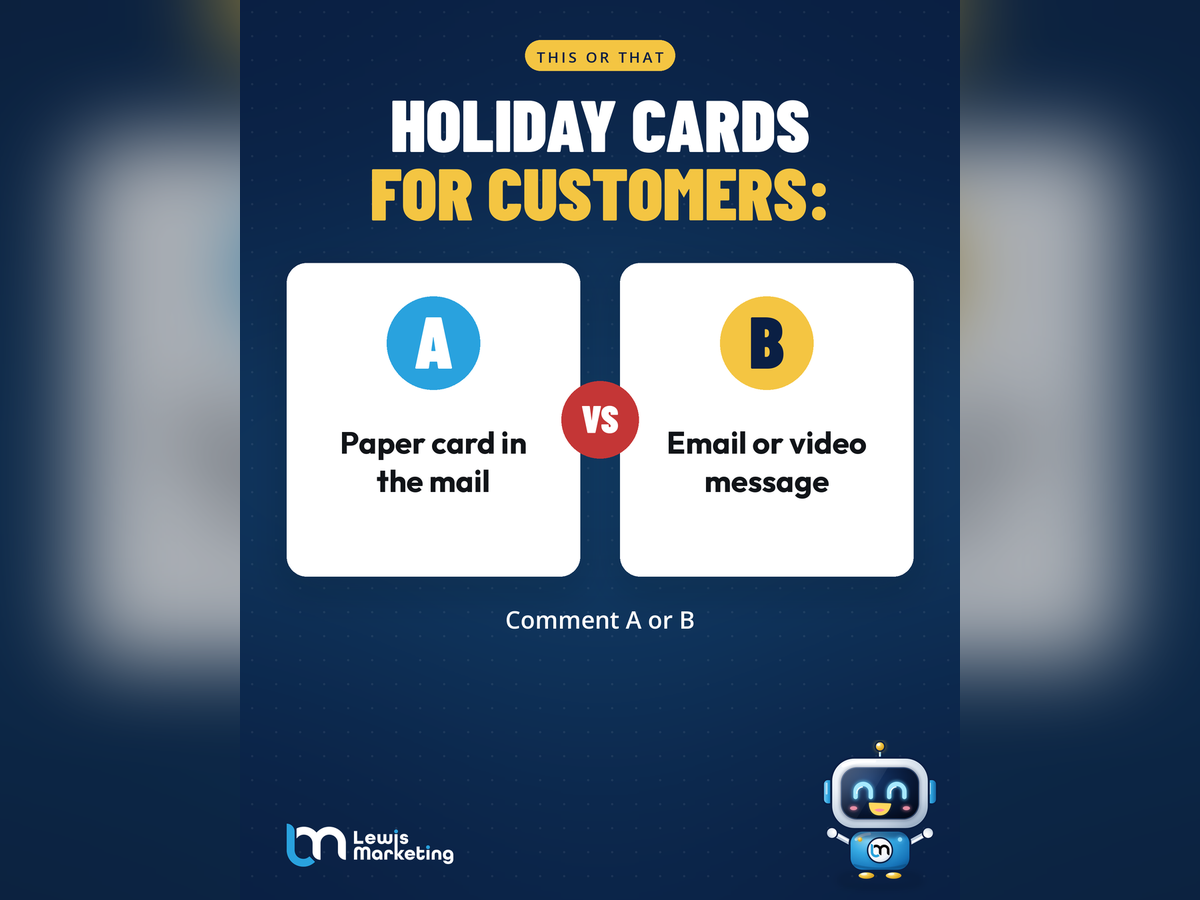 THIS OR THAT
HOLIDAY CARDS
FOR CUSTOMERS:
A
B
VS
Paper card in
the mail
Email or video
message
Comment A or B
Lewis
Marketing